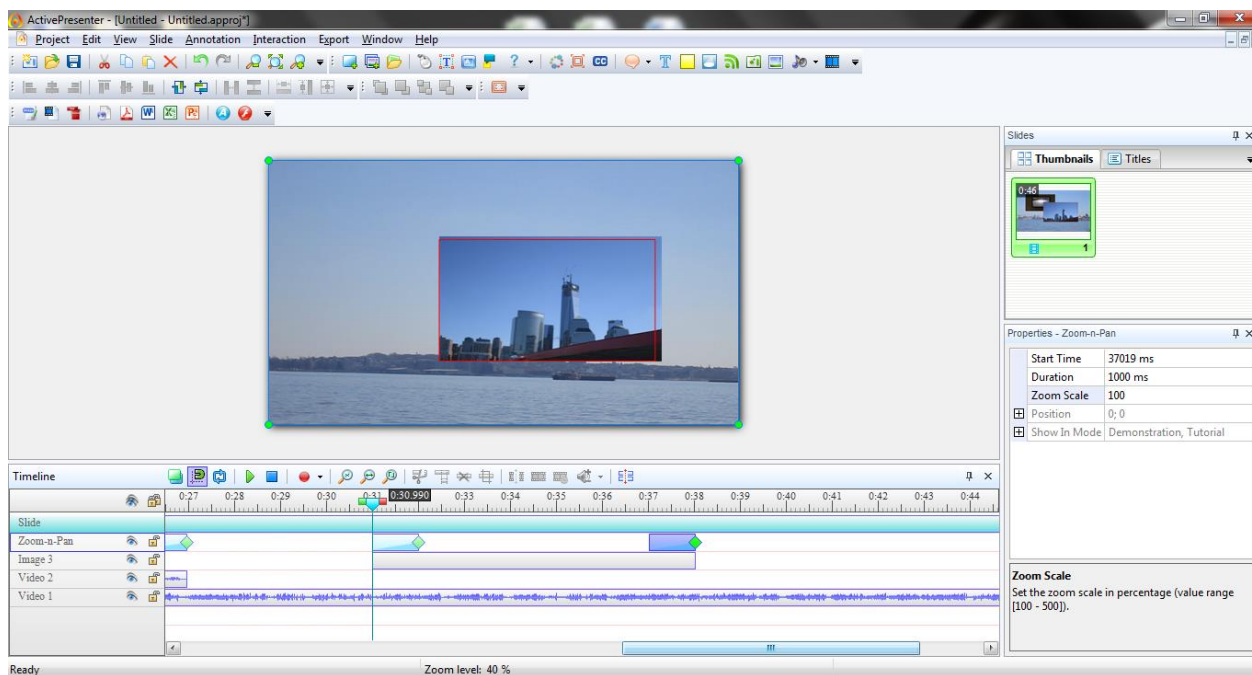 ActivePresenter - [Untitled - Untitled.approj*]
Project Edit View Slide Annotation Interaction Export Window Help
Slides
Thumbnails Titles
0:46
1
Properties - Zoom-n-Pan
Start Time 37019 ms
Duration 1000 ms
Zoom Scale 100
Position 0; 0
Show In Mode Demonstration, Tutorial
Zoom Scale
Set the zoom scale in percentage (value range
[100 - 500]).
Timeline
0:27 0:28 0:29 0:30 0:31 0:30.990 0:33 0:34 0:35 0:36 0:37 0:38 0:39 0:40 0:41 0:42 0:43 0:44
Slide
Zoom-n-Pan
Image 3
Video 2
Video 1
Ready Zoom level: 40 %